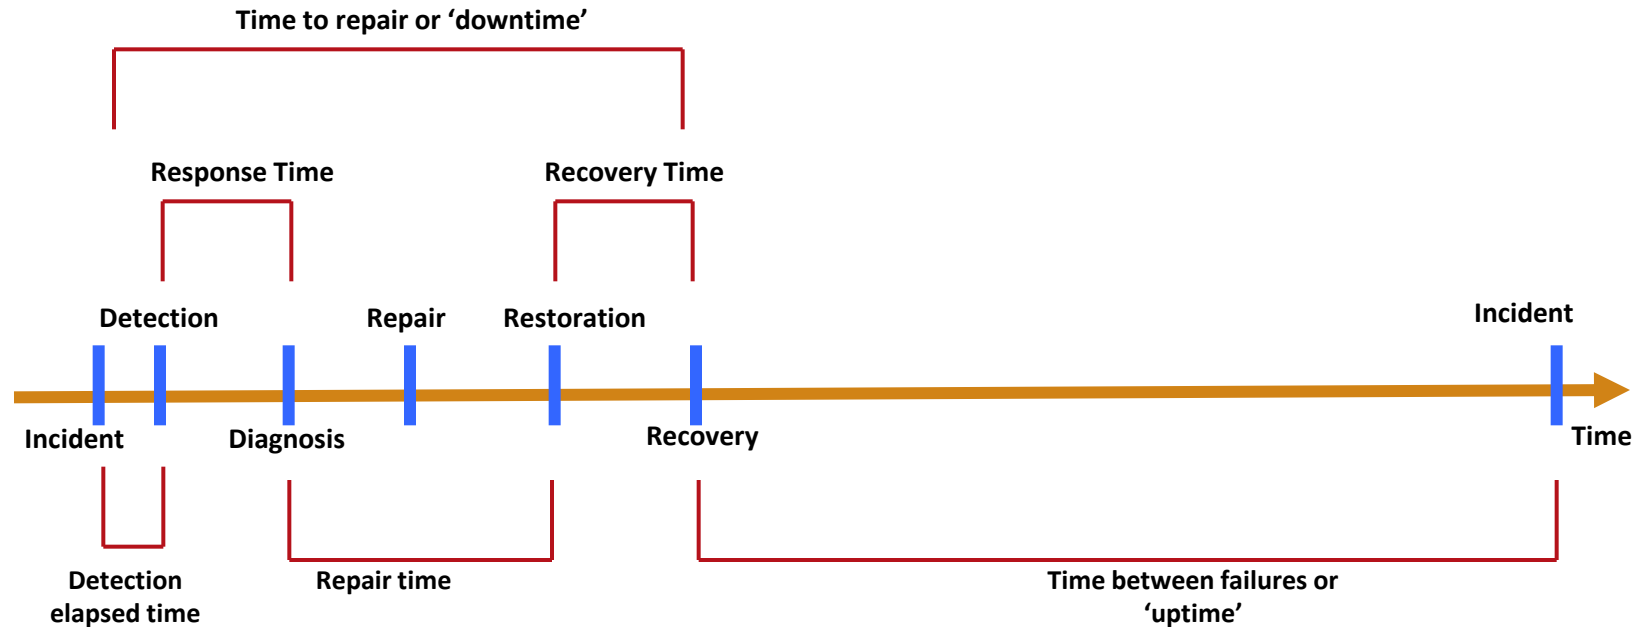 Time to repair or ‘downtime’
Response Time
Recovery Time
Detection
Repair
Restoration
Incident
Incident
Diagnosis
Recovery
Time
Detection
elapsed time
Repair time
Time between failures or
‘uptime’